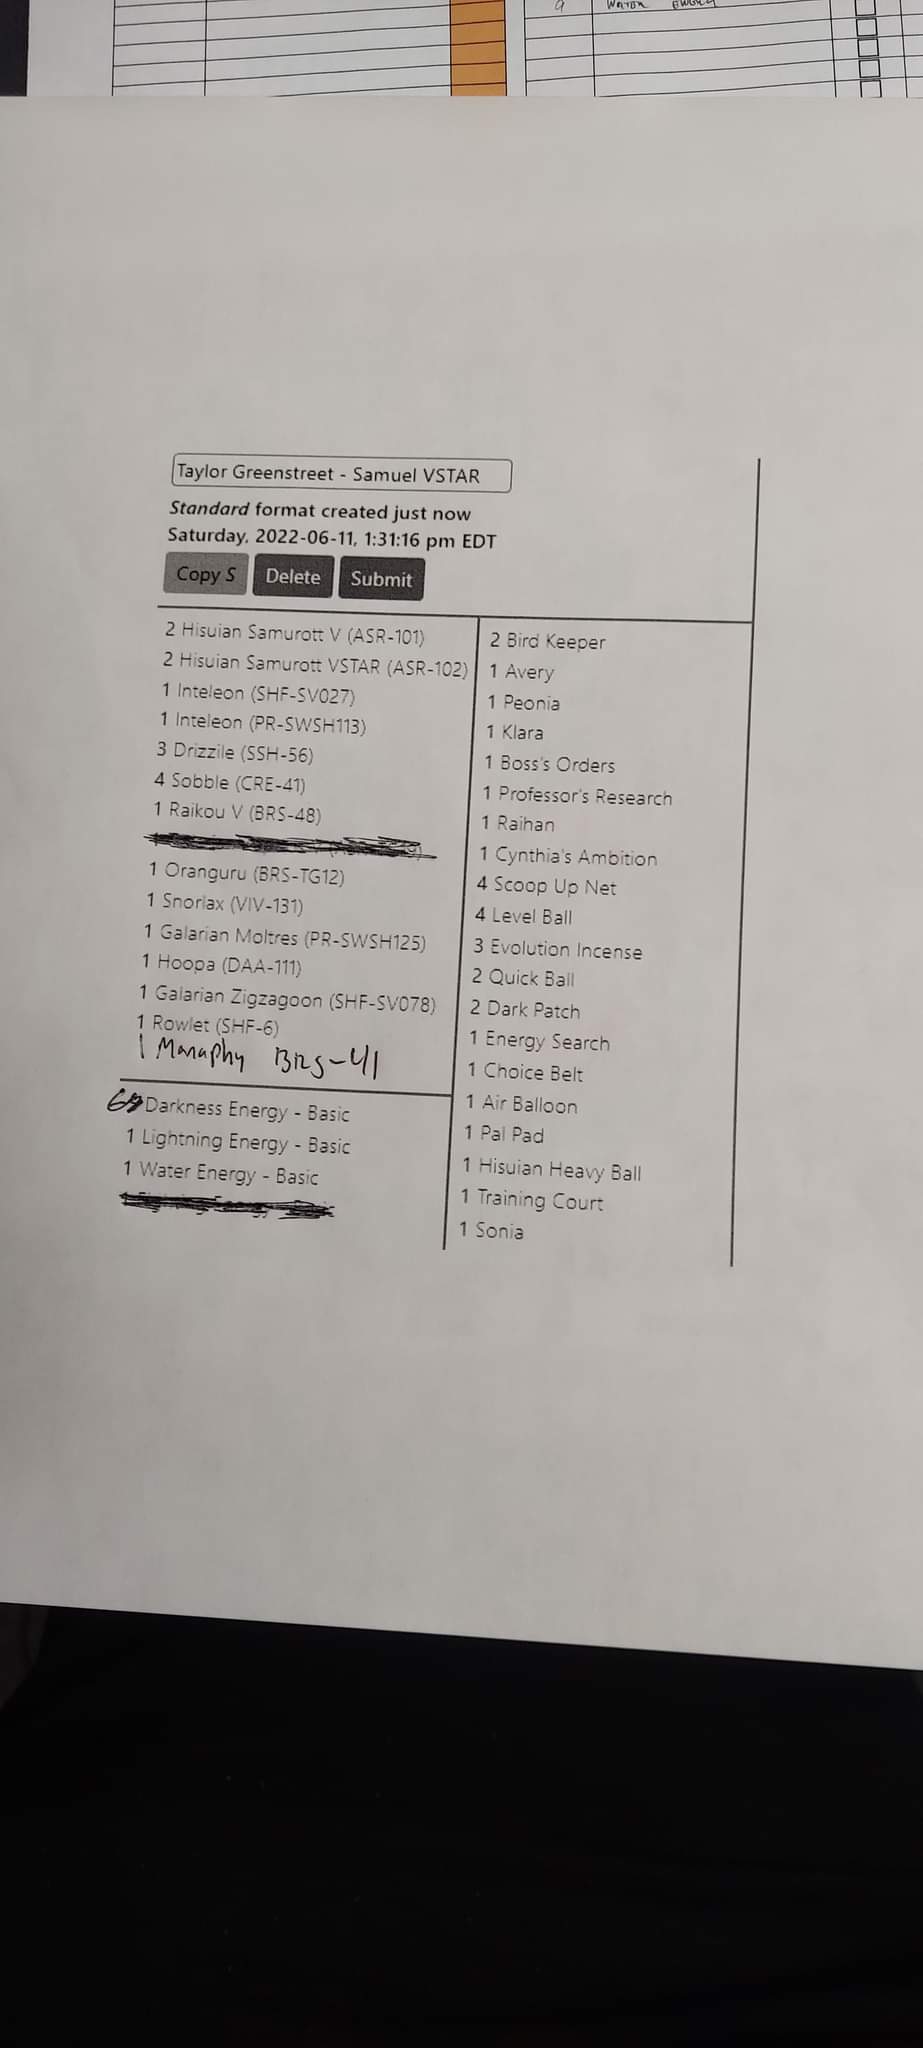 9 Water Energy
Taylor Greenstreet - Samuel VSTAR
Standard format created just now
Saturday, 2022-06-11, 1:31:16 pm EDT
Copy S Delete Submit
2 Hisuian Samurott V (ASR-101)
2 Hisuian Samurott VSTAR (ASR-102)
1 Inteleon (SHF-SV027)
1 Inteleon (PR-SWSH113)
3 Drizzile (SSH-56)
4 Sobble (CRE-41)
1 Raikou V (BRS-48)
1 Oranguru (BRS-TG12)
1 Snorlax (VIV-131)
1 Galarian Moltres (PR-SWSH125)
1 Hoopa (DAA-111)
1 Galarian Zigzagoon (SHF-SV078)
1 Rowlet (SHF-6)
1 Manaphy BRS-41
Darkness Energy - Basic
1 Lightning Energy - Basic
1 Water Energy - Basic
2 Bird Keeper
1 Avery
1 Peonia
1 Klara
1 Boss's Orders
1 Professor's Research
1 Raihan
1 Cynthia's Ambition
4 Scoop Up Net
4 Level Ball
3 Evolution Incense
2 Quick Ball
2 Dark Patch
1 Energy Search
1 Choice Belt
1 Air Balloon
1 Pal Pad
1 Hisuian Heavy Ball
1 Training Court
1 Sonia